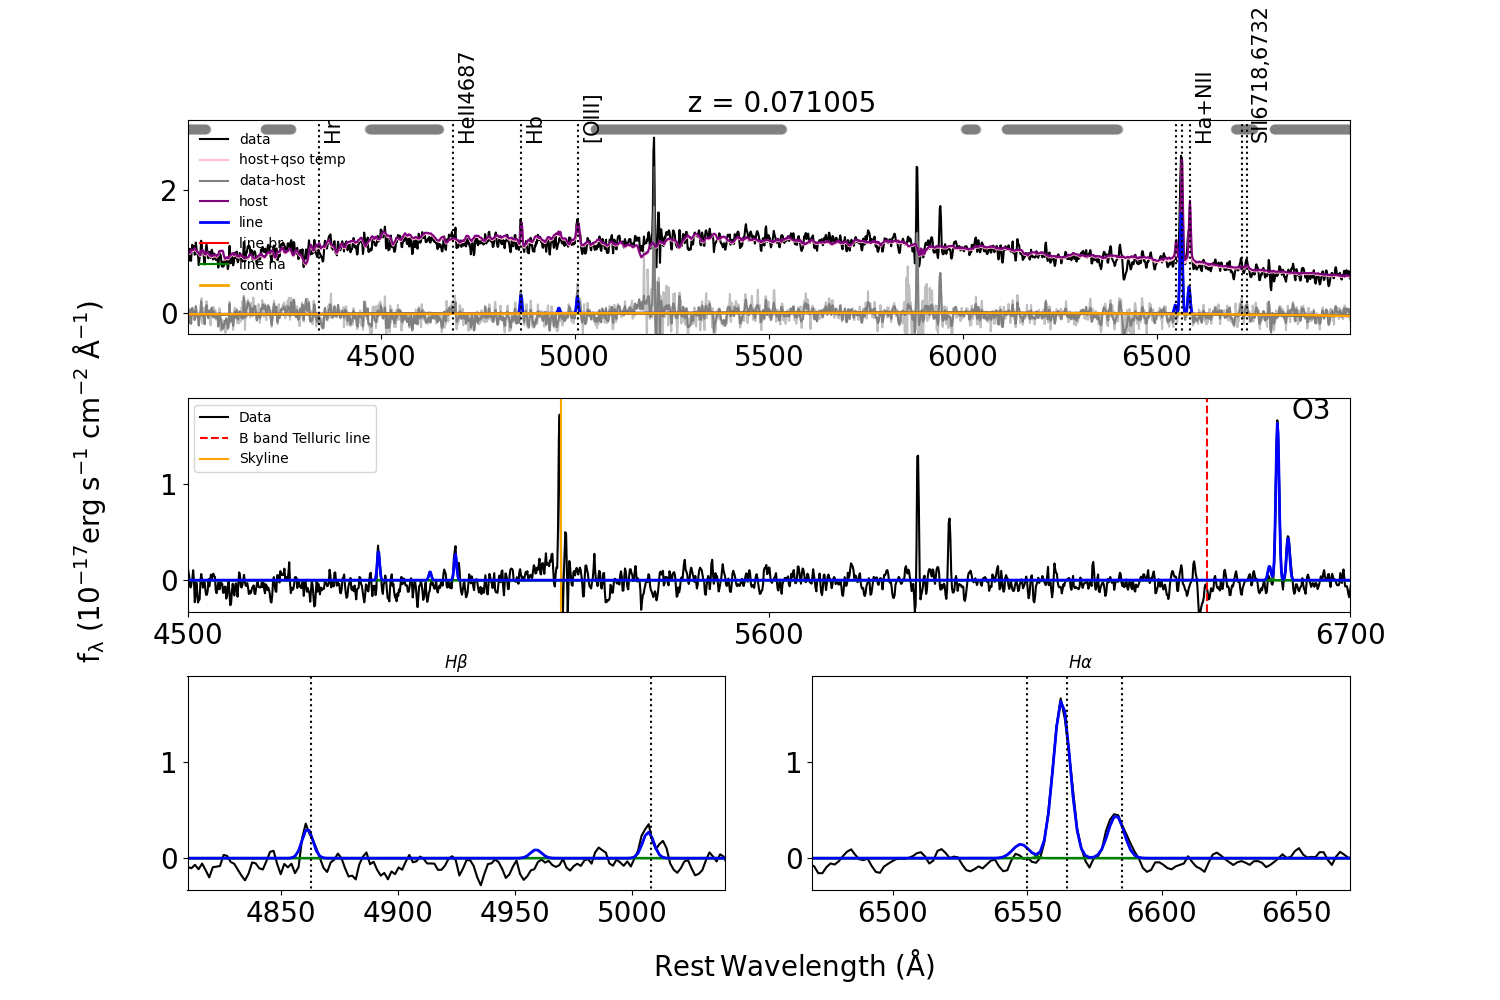 z = 0.071005
Hr
HeII4687
Hb
[OIII]
Ha+NII
SII6718,6732
data
host+qso temp
data-host
host
line
line br
line na
conti
2
0
4500 5000 5500 6000 6500
f_λ (10^{-17}erg s^{-1} cm^{-2} Å^{-1})
O3
Data
B band Telluric line
Skyline
1
0
4500 5600 6700
Hβ
1
0
4850 4900 4950 5000
Hα
1
0
6500 6550 6600 6650
Rest Wavelength (Å)